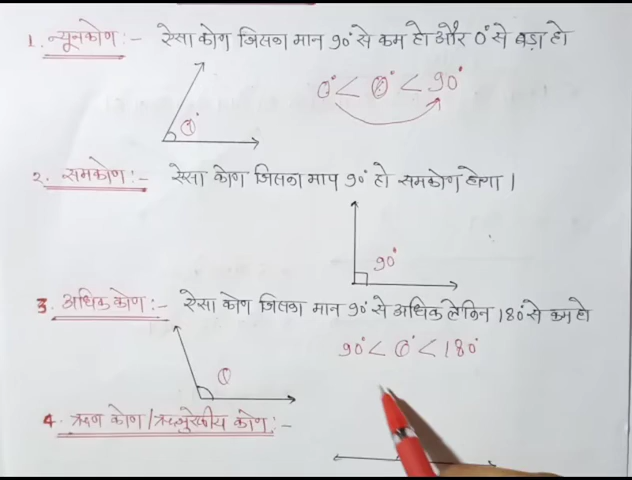 1. न्यूनकोण :- ऐसा कोण जिसका मान 90° से कम हो और 0° से बड़ा हो
0° < θ° < 90°
θ°
2. समकोण :- ऐसा कोण जिसका माप 90° हो समकोण होगा।
90°
3. अधिक कोण :- ऐसा कोण जिसका मान 90° से अधिक लेकिन 180° से कम हो
90° < θ° < 180°
θ
4. ऋजु कोण / ऋजुरेखीय कोण :-